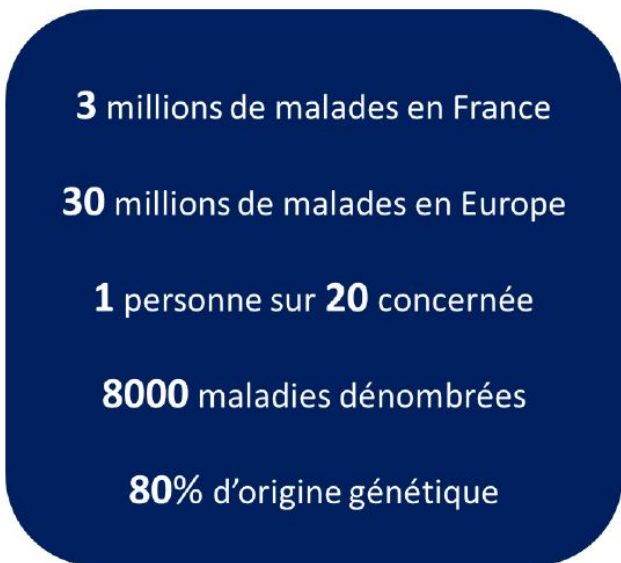 3 millions de malades en France
30 millions de malades en Europe
1 personne sur 20 concernée
8000 maladies dénombrées
80% d’origine génétique